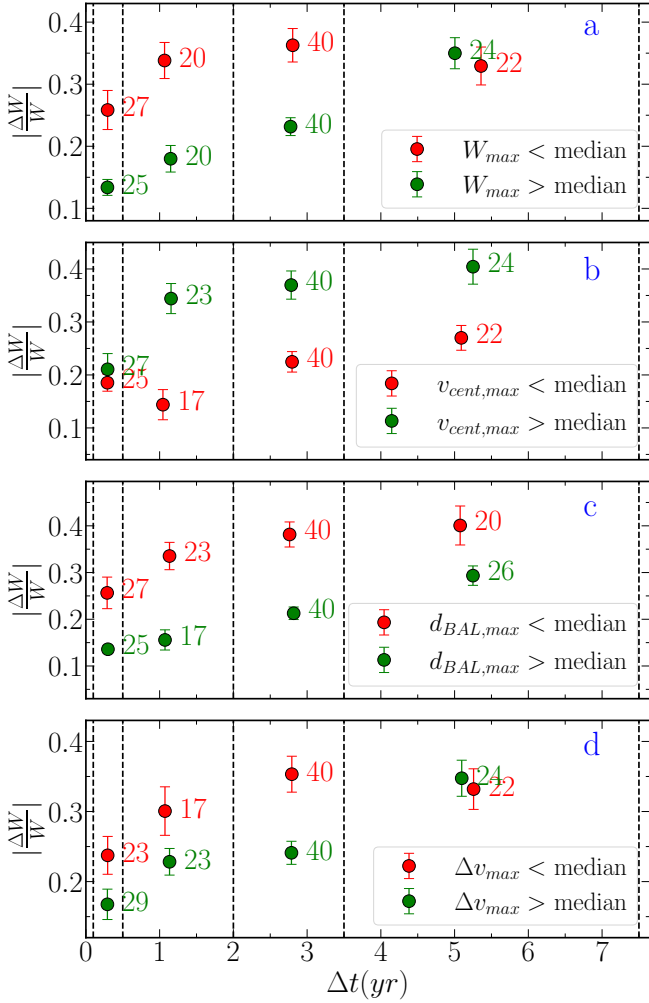 a
0.4
0.3
0.2
0.1
|ΔW/W|
27
20
40
24
22
25
20
40
W_max < median
W_max > median
b
0.4
0.3
0.2
0.1
|ΔW/W|
27
25
23
17
40
40
24
22
v_cent,max < median
v_cent,max > median
c
0.4
0.3
0.2
0.1
|ΔW/W|
27
25
23
17
40
40
20
26
d_BAL,max < median
d_BAL,max > median
d
0.4
0.3
0.2
|ΔW/W|
23
29
17
23
40
40
24
22
Δv_max < median
Δv_max > median
0 1 2 3 4 5 6 7
Δt(yr)